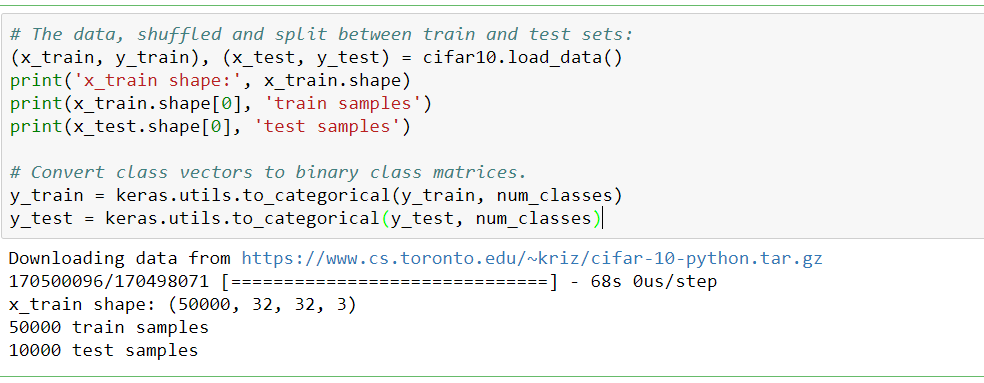 # The data, shuffled and split between train and test sets:
(x_train, y_train), (x_test, y_test) = cifar10.load_data()
print('x_train shape:', x_train.shape)
print(x_train.shape[0], 'train samples')
print(x_test.shape[0], 'test samples')
# Convert class vectors to binary class matrices.
y_train = keras.utils.to_categorical(y_train, num_classes)
y_test = keras.utils.to_categorical(y_test, num_classes)
Downloading data from https://www.cs.toronto.edu/~kriz/cifar-10-python.tar.gz
170500096/170498071 [==============================] - 68s 0us/step
x_train shape: (50000, 32, 32, 3)
50000 train samples
10000 test samples